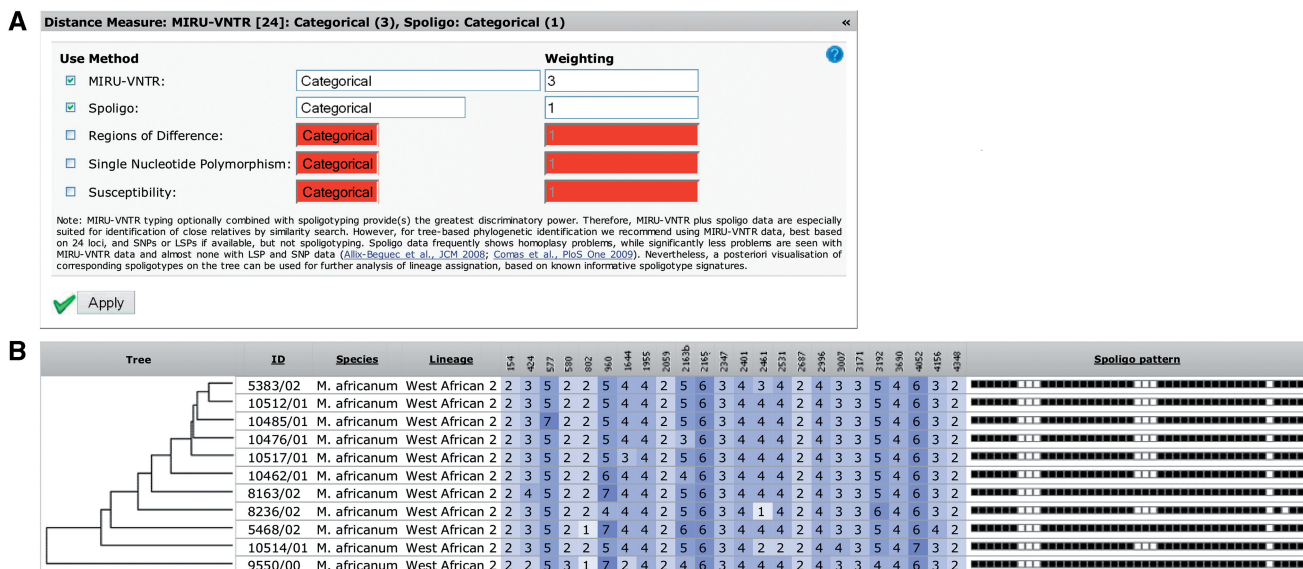 A
Distance Measure: MIRU-VNTR [24]: Categorical (3), Spoligo: Categorical (1) «
Use Method Weighting
MIRU-VNTR: Categorical 3
Spoligo: Categorical 1
Regions of Difference: Categorical 1
Single Nucleotide Polymorphism: Categorical 1
Susceptibility: Categorical 1
Note: MIRU-VNTR typing optionally combined with spoligotyping provide(s) the greatest discriminatory power. Therefore, MIRU-VNTR plus spoligo data are especially
suited for identification of close relatives by similarity search. However, for tree-based phylogenetic identification we recommend using MIRU-VNTR data, best based
on 24 loci, and SNPs or LSPs if available, but not spoligotyping. Spoligo data frequently shows homoplasy problems, while significantly less problems are seen with
MIRU-VNTR data and almost none with LSP and SNP data (Allix-Beguec et al., JCM 2008; Comas et al., PloS One 2009). Nevertheless, a posteriori visualisation of
corresponding spoligotypes on the tree can be used for further analysis of lineage assignation, based on known informative spoligotype signatures.
Apply
B
Tree ID Species Lineage 154 424 577 580 802 960 1644 1955 2059 2163b 2165 2347 2401 2461 2531 2687 2996 3007 3171 3192 3690 4052 4156 4348 Spoligo pattern
5383/02 M. africanum West African 2 2 3 5 2 2 5 4 4 2 5 6 3 4 3 4 2 4 3 3 5 4 6 3 2
10512/01 M. africanum West African 2 2 3 5 2 2 5 4 4 2 5 6 3 4 4 4 2 4 3 3 5 4 6 3 2
10485/01 M. africanum West African 2 2 3 7 2 2 5 4 4 2 5 6 3 4 4 4 2 4 3 3 5 4 6 3 2
10476/01 M. africanum West African 2 2 3 5 2 2 5 4 4 2 3 6 3 4 4 4 2 4 3 3 5 4 6 3 2
10517/01 M. africanum West African 2 2 3 5 2 2 5 3 4 2 5 6 3 4 4 4 2 4 3 3 5 4 6 3 2
10462/01 M. africanum West African 2 2 3 5 2 2 6 4 4 2 4 6 3 4 4 4 2 4 3 3 5 4 6 3 2
8163/02 M. africanum West African 2 2 4 5 2 2 7 4 4 2 5 6 3 4 4 4 2 4 3 3 5 4 6 3 2
8236/02 M. africanum West African 2 2 3 5 2 2 4 4 4 2 5 6 3 4 1 4 2 4 3 3 6 4 6 3 2
5468/02 M. africanum West African 2 2 3 5 2 1 7 4 4 2 6 6 3 4 4 4 2 4 3 3 5 4 6 4 2
10514/01 M. africanum West African 2 2 3 5 2 2 5 4 4 2 5 6 3 4 2 2 2 4 4 3 5 4 7 3 2
9550/00 M. africanum West African 2 2 2 5 3 1 7 2 4 2 4 6